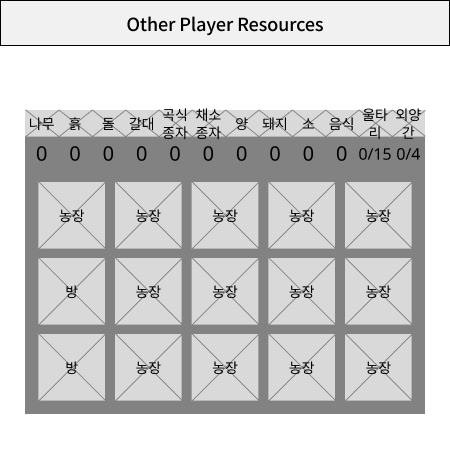 Other Player Resources
나무 흙 돌 갈대 곡식 종자 채소 종자 양 돼지 소 음식 울타리 외양간
0 0 0 0 0 0 0 0 0 0 0/15 0/4
농장 농장 농장 농장 농장
방 농장 농장 농장 농장
방 농장 농장 농장 농장